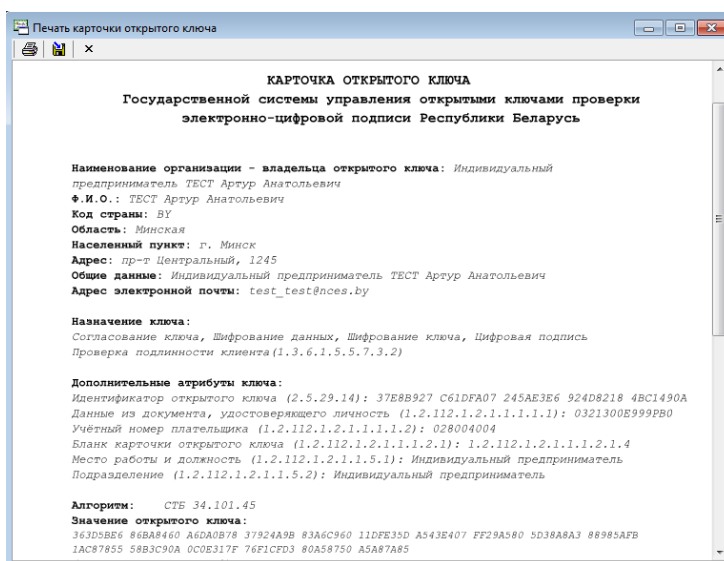 Печать карточки открытого ключа
КАРТОЧКА ОТКРЫТОГО КЛЮЧА
Государственной системы управления открытыми ключами проверки
электронно-цифровой подписи Республики Беларусь
Наименование организации - владельца открытого ключа: Индивидуальный
предприниматель ТЕСТ Артур Анатольевич
Ф.И.О.: ТЕСТ Артур Анатольевич
Код страны: BY
Область: Минская
Населенный пункт: г. Минск
Адрес: пр-т Центральный, 1245
Общие данные: Индивидуальный предприниматель ТЕСТ Артур Анатольевич
Адрес электронной почты: test_test@nces.by
Назначение ключа:
Согласование ключа, Шифрование данных, Шифрование ключа, Цифровая подпись
Проверка подлинности клиента(1.3.6.1.5.5.7.3.2)
Дополнительные атрибуты ключа:
Идентификатор открытого ключа (2.5.29.14): 37E8B927 C61DFA07 245AE3E6 924D8218 4BC1490A
Данные из документа, удостоверяющего личность (1.2.112.1.2.1.1.1.1.1): 0321300E999PB0
Учётный номер плательщика (1.2.112.1.2.1.1.1.1.2): 028004004
Бланк карточки открытого ключа (1.2.112.1.2.1.1.1.2.1): 1.2.112.1.2.1.1.1.2.1.4
Место работы и должность (1.2.112.1.2.1.1.5.1): Индивидуальный предприниматель
Подразделение (1.2.112.1.2.1.1.5.2): Индивидуальный предприниматель
Алгоритм: СТБ 34.101.45
Значение открытого ключа:
363D5BE6 86BA8460 A6DA0B78 37924A9B 83A6C960 11DFE35D A543E407 FF29A580 5D38A8A3 88985AFB
1AC87855 58B3C90A 0C0E317F 76F1CFD3 80A58750 A5A87A85